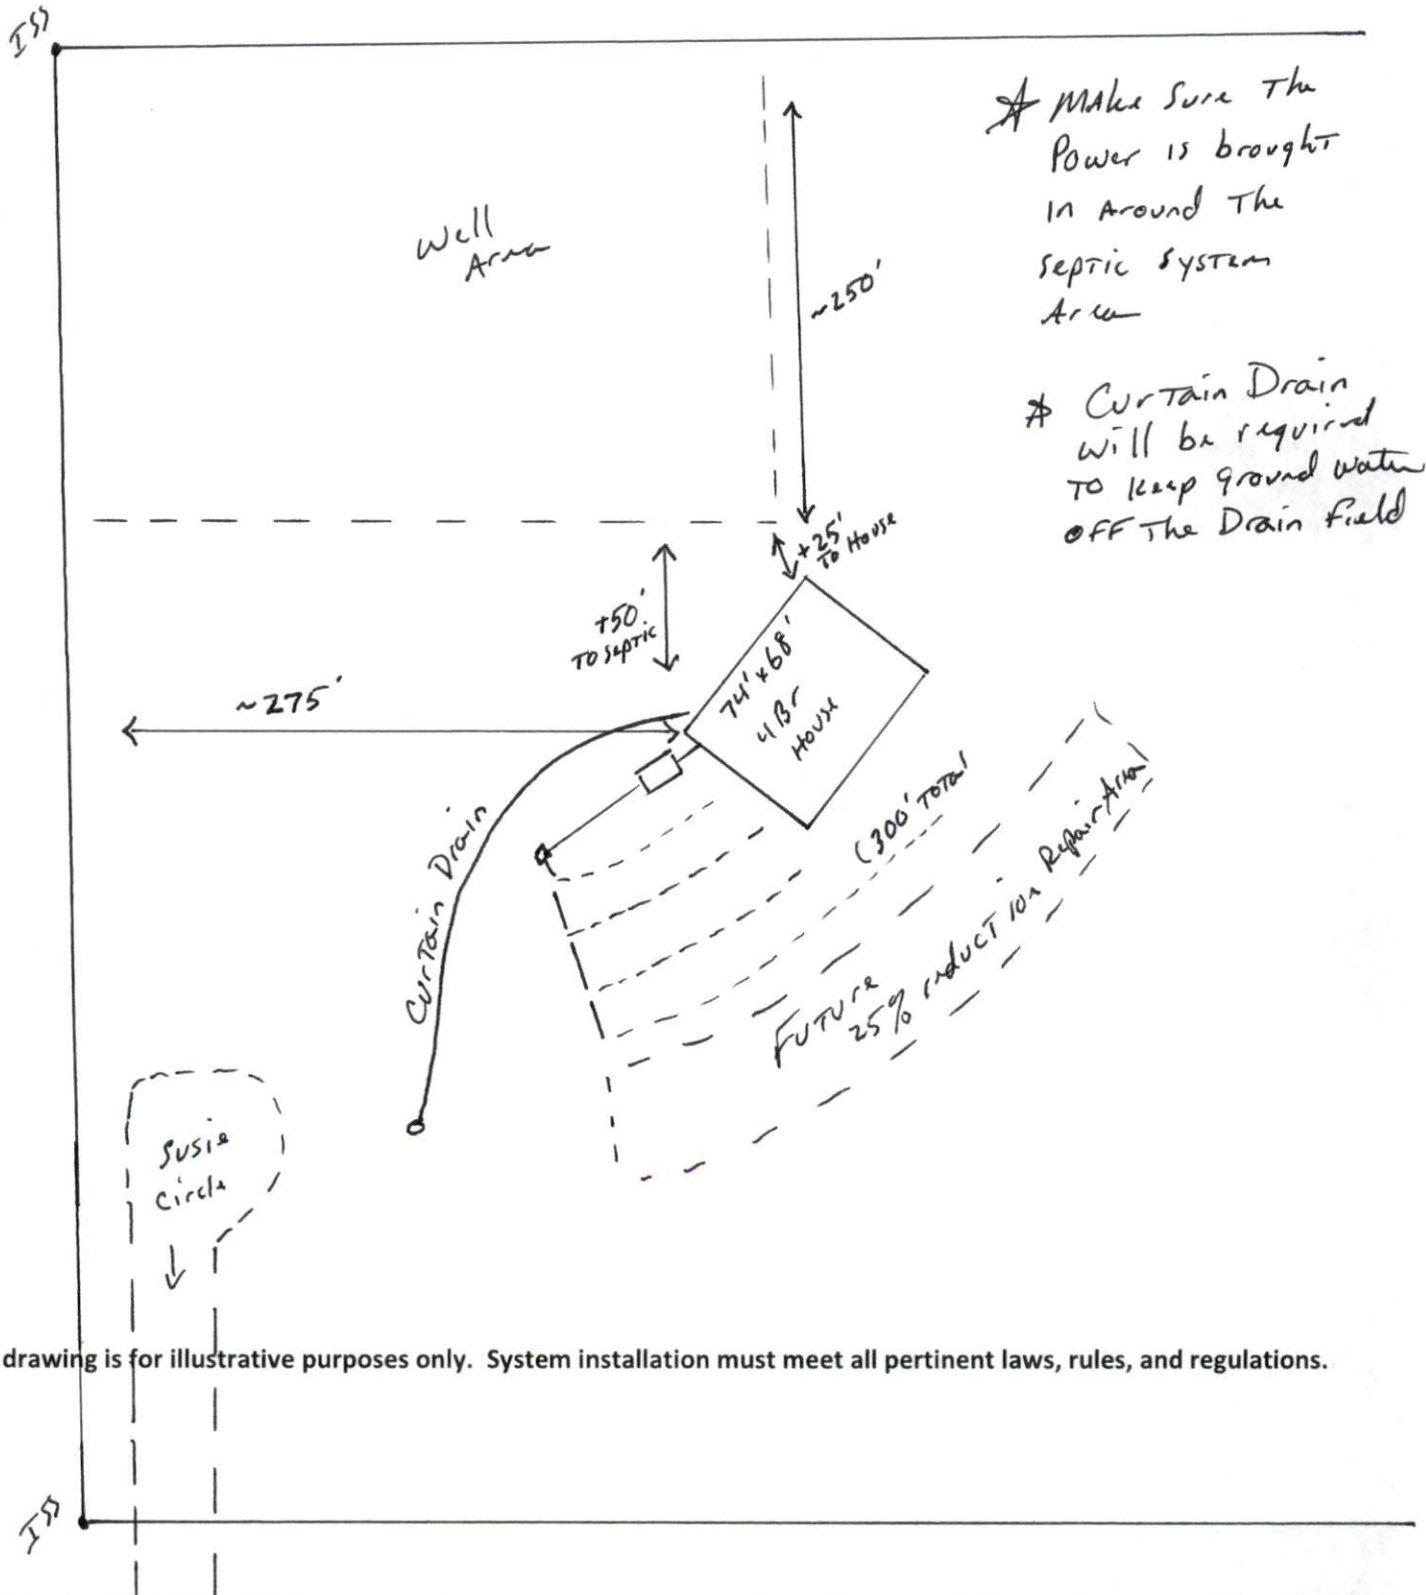 ISS
☆ MAke Sure The
Power is brought
In Around The
septic System
Area
Well
Area
~250'
☆ Curtain Drain
will be required
To keep ground water
OFF The Drain Field
+25'
To House
+50'
To septic
~275'
74'x68'
4 Br
House
(300' Total
Curtain Drain
Future
25% reduction Repair Area)
Susie
Circle
drawing is for illustrative purposes only.  System installation must meet all pertinent laws, rules, and regulations.
ISS